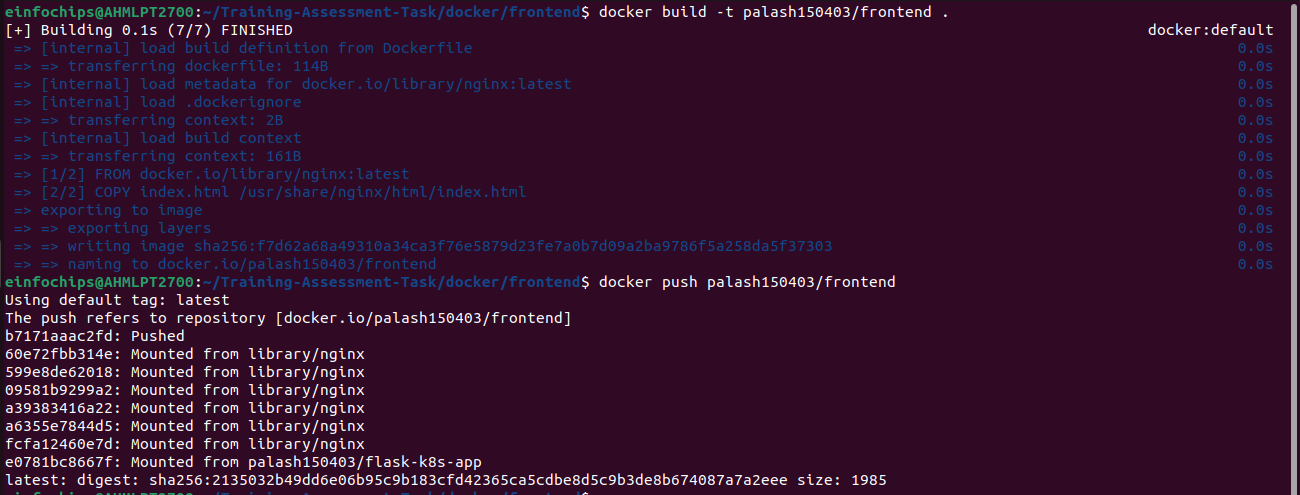 einfochips@AHMLPT2700:~/Training-Assessment-Task/docker/frontend$ docker build -t palash150403/frontend .
[+] Building 0.1s (7/7) FINISHED docker:default
=> [internal] load build definition from Dockerfile 0.0s
=> => transferring dockerfile: 114B 0.0s
=> [internal] load metadata for docker.io/library/nginx:latest 0.0s
=> [internal] load .dockerignore 0.0s
=> => transferring context: 2B 0.0s
=> [internal] load build context 0.0s
=> => transferring context: 161B 0.0s
=> [1/2] FROM docker.io/library/nginx:latest 0.0s
=> [2/2] COPY index.html /usr/share/nginx/html/index.html 0.0s
=> exporting to image 0.0s
=> => exporting layers 0.0s
=> => writing image sha256:f7d62a68a49310a34ca3f76e5879d23fe7a0b7d09a2ba9786f5a258da5f37303 0.0s
=> => naming to docker.io/palash150403/frontend 0.0s
einfochips@AHMLPT2700:~/Training-Assessment-Task/docker/frontend$ docker push palash150403/frontend
Using default tag: latest
The push refers to repository [docker.io/palash150403/frontend]
b7171aaac2fd: Pushed
60e72fbb314e: Mounted from library/nginx
599e8de62018: Mounted from library/nginx
09581b9299a2: Mounted from library/nginx
a39383416a22: Mounted from library/nginx
a6355e7844d5: Mounted from library/nginx
fcfa12460e7d: Mounted from library/nginx
e0781bc8667f: Mounted from palash150403/flask-k8s-app
latest: digest: sha256:2135032b49dd6e06b95c9b183cfd42365ca5cdbe8d5c9b3de8b674087a7a2eee size: 1985
einfochips@AHMLPT2700:~/Training-Assessment-Task/docker/frontend$